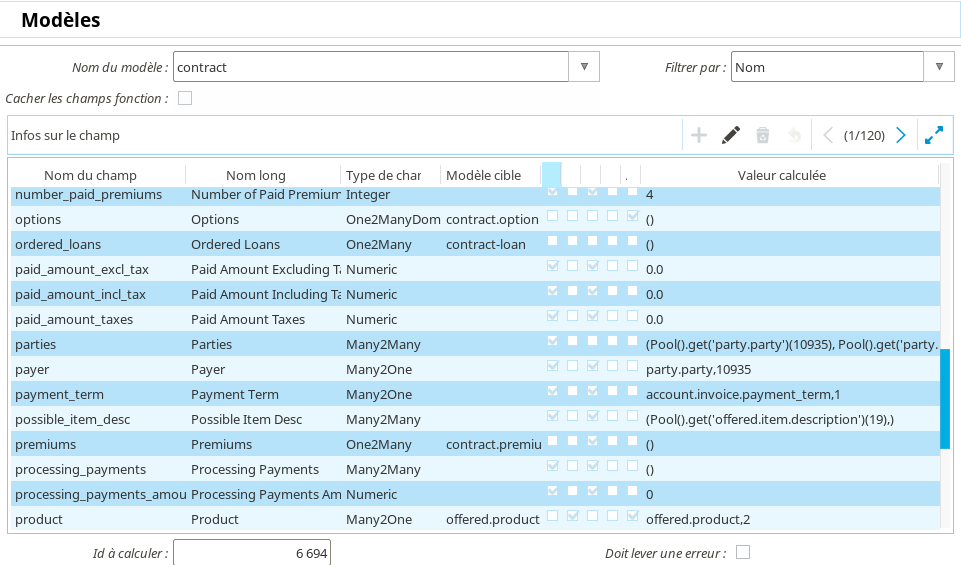 Modèles
Nom du modèle : contract Filtrer par : Nom
Cacher les champs fonction :
Infos sur le champ (1/120)
Nom du champ Nom long Type de char Modèle cible . Valeur calculée
number_paid_premiums Number of Paid Premium Integer 4
options Options One2ManyDom contract.option ()
ordered_loans Ordered Loans One2Many contract-loan ()
paid_amount_excl_tax Paid Amount Excluding Ta Numeric 0.0
paid_amount_incl_tax Paid Amount Including Ta Numeric 0.0
paid_amount_taxes Paid Amount Taxes Numeric 0.0
parties Parties Many2Many (Pool().get('party.party')(10935), Pool().get('party.
payer Payer Many2One party.party,10935
payment_term Payment Term Many2One account.invoice.payment_term,1
possible_item_desc Possible Item Desc Many2Many (Pool().get('offered.item.description')(19),)
premiums Premiums One2Many contract.premiu ()
processing_payments Processing Payments Many2Many ()
processing_payments_amou Processing Payments Am Numeric 0
product Product Many2One offered.product offered.product,2
Id à calculer : 6 694 Doit lever une erreur :